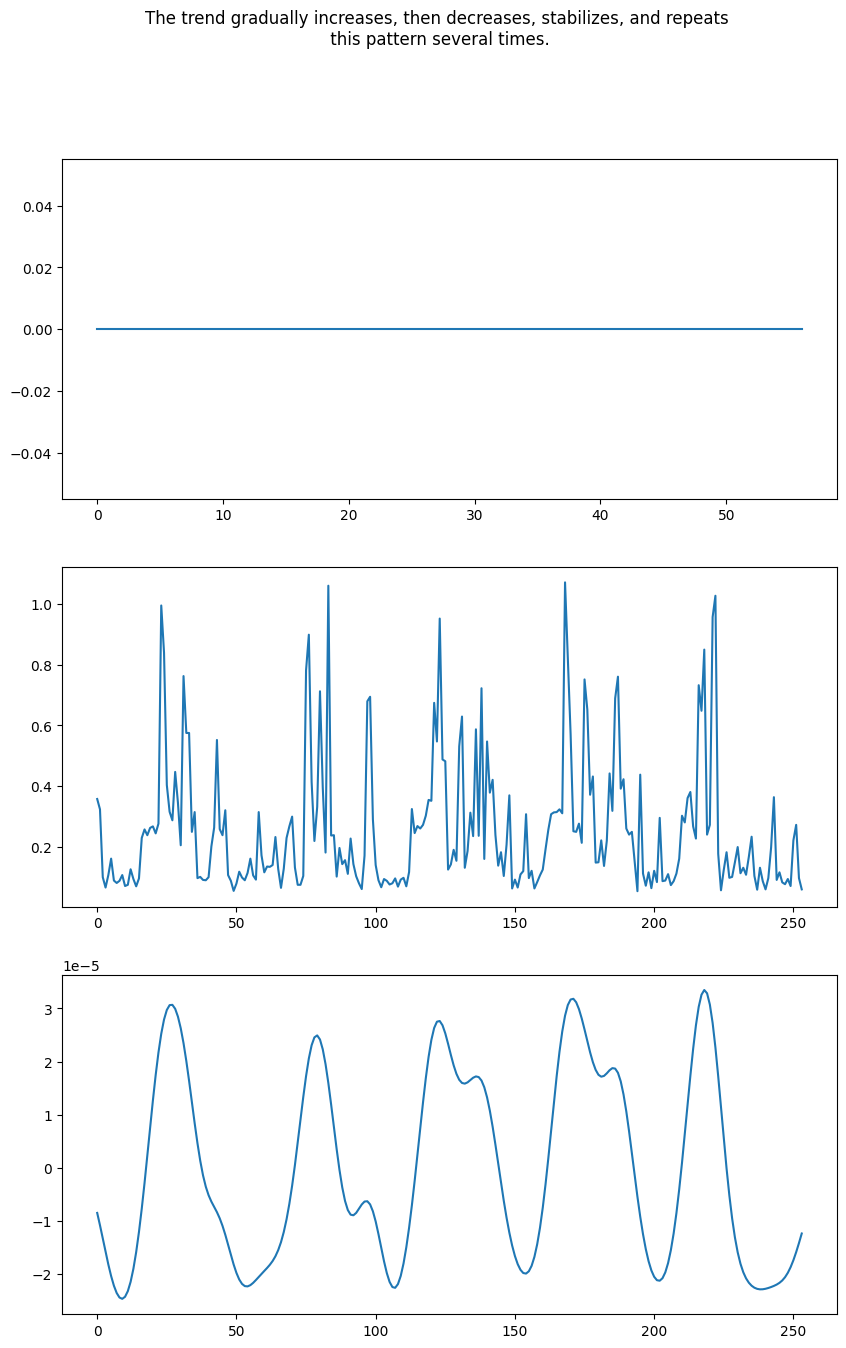 The trend gradually increases, then decreases, stabilizes, and repeats
this pattern several times.
0.04
0.02
0.00
−0.02
−0.04
0 10 20 30 40 50
1.0
0.8
0.6
0.4
0.2
0 50 100 150 200 250
1e−5
3
2
1
0
−1
−2
0 50 100 150 200 250